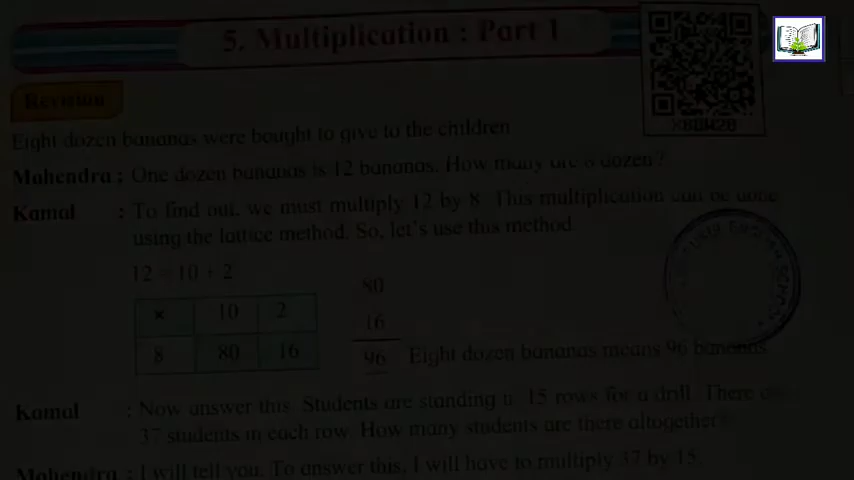 5. Multiplication : Part 1
Revision
X8UM2B
Eight dozen bananas were bought to give to the children.
Mahendra : One dozen bananas is 12 bananas. How many are 8 dozen?
Kamal : To find out, we must multiply 12 by 8. This multiplication can be done
using the lattice method. So, let's use this method.
12 = 10 + 2
× 10 2
8 80 16
80
16
96 Eight dozen bananas means 96 bananas.
Kamal : Now answer this. Students are standing in 15 rows for a drill. There
37 students in each row. How many students are there altogether?
Mahendra : I will tell you. To answer this, I will have to multiply 37 by 15.